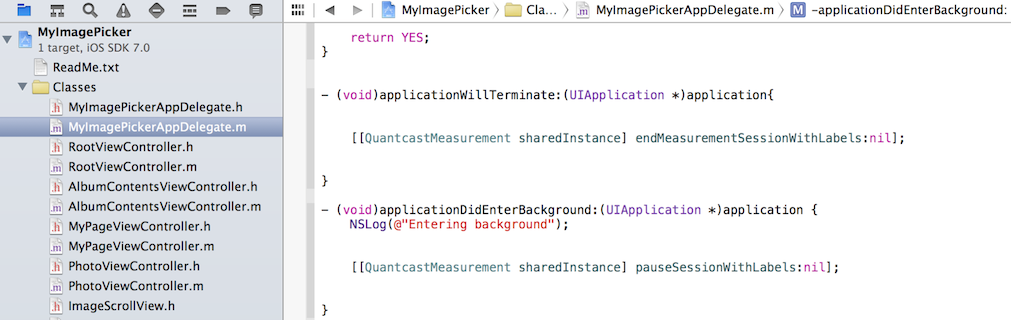 MyImagePicker
1 target, iOS SDK 7.0
ReadMe.txt
Classes
MyImagePickerAppDelegate.h
MyImagePickerAppDelegate.m
RootViewController.h
RootViewController.m
AlbumContentsViewController.h
AlbumContentsViewController.m
MyPageViewController.h
MyPageViewController.m
PhotoViewController.h
PhotoViewController.m
ImageScrollView.h
MyImagePicker Cla... MyImagePickerAppDelegate.m M -applicationDidEnterBackground:
return YES;
}
- (void)applicationWillTerminate:(UIApplication *)application{
[[QuantcastMeasurement sharedInstance] endMeasurementSessionWithLabels:nil];
}
- (void)applicationDidEnterBackground:(UIApplication *)application {
NSLog(@"Entering background");
[[QuantcastMeasurement sharedInstance] pauseSessionWithLabels:nil];
}